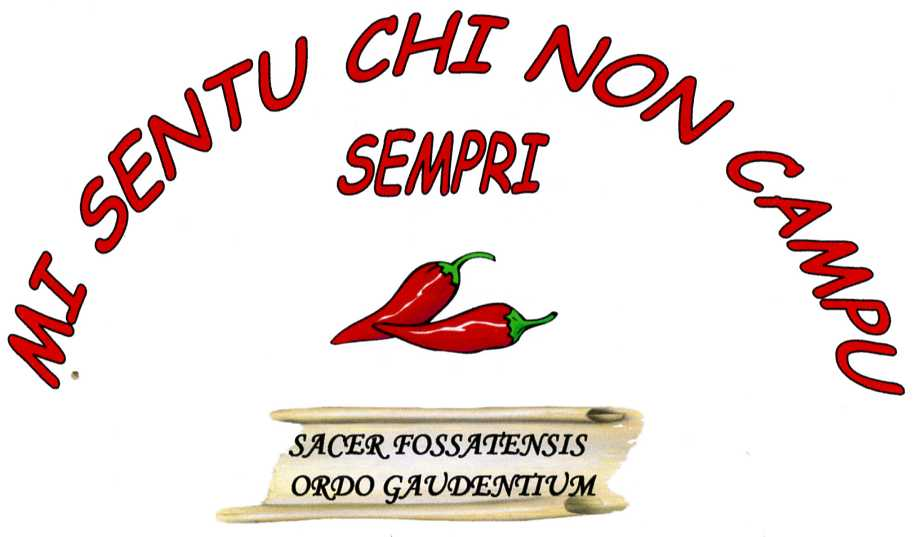 MI SENTU CHI NON CAMPU
SEMPRI
SACER FOSSATENSIS
ORDO GAUDENTIUM